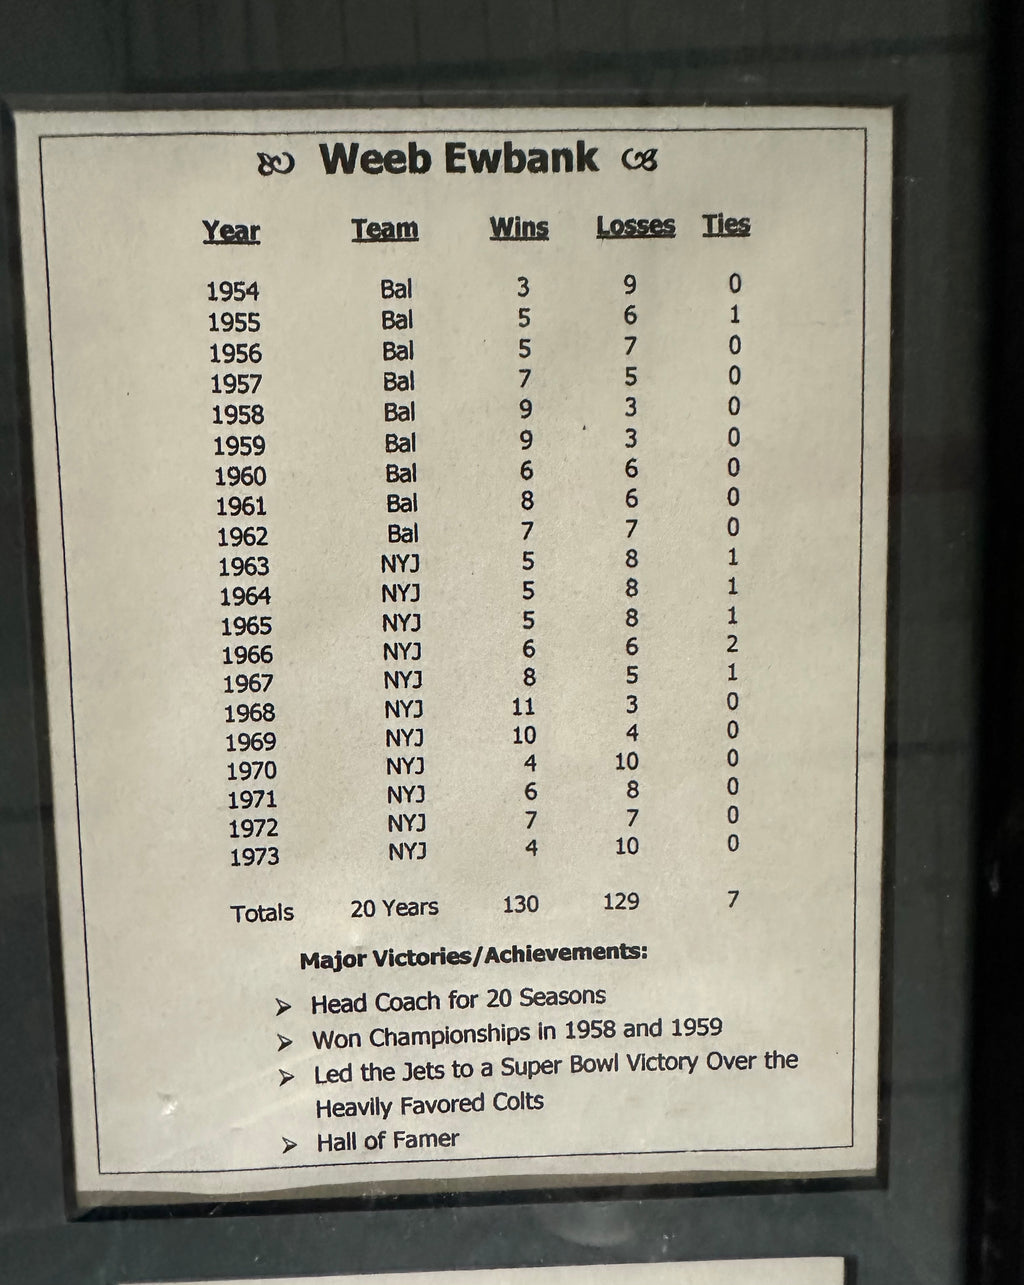 Weeb Ewbank
Year Team Wins Losses Ties
1954 Bal 3 9 0
1955 Bal 5 6 1
1956 Bal 5 7 0
1957 Bal 7 5 0
1958 Bal 9 3 0
1959 Bal 9 3 0
1960 Bal 6 6 0
1961 Bal 8 6 0
1962 Bal 7 7 0
1963 NYJ 5 8 1
1964 NYJ 5 8 1
1965 NYJ 5 8 1
1966 NYJ 6 6 2
1967 NYJ 8 5 1
1968 NYJ 11 3 0
1969 NYJ 10 4 0
1970 NYJ 4 10 0
1971 NYJ 6 8 0
1972 NYJ 7 7 0
1973 NYJ 4 10 0
Totals 20 Years 130 129 7
Major Victories/Achievements:
➢ Head Coach for 20 Seasons
➢ Won Championships in 1958 and 1959
➢ Led the Jets to a Super Bowl Victory Over the
Heavily Favored Colts
➢ Hall of Famer